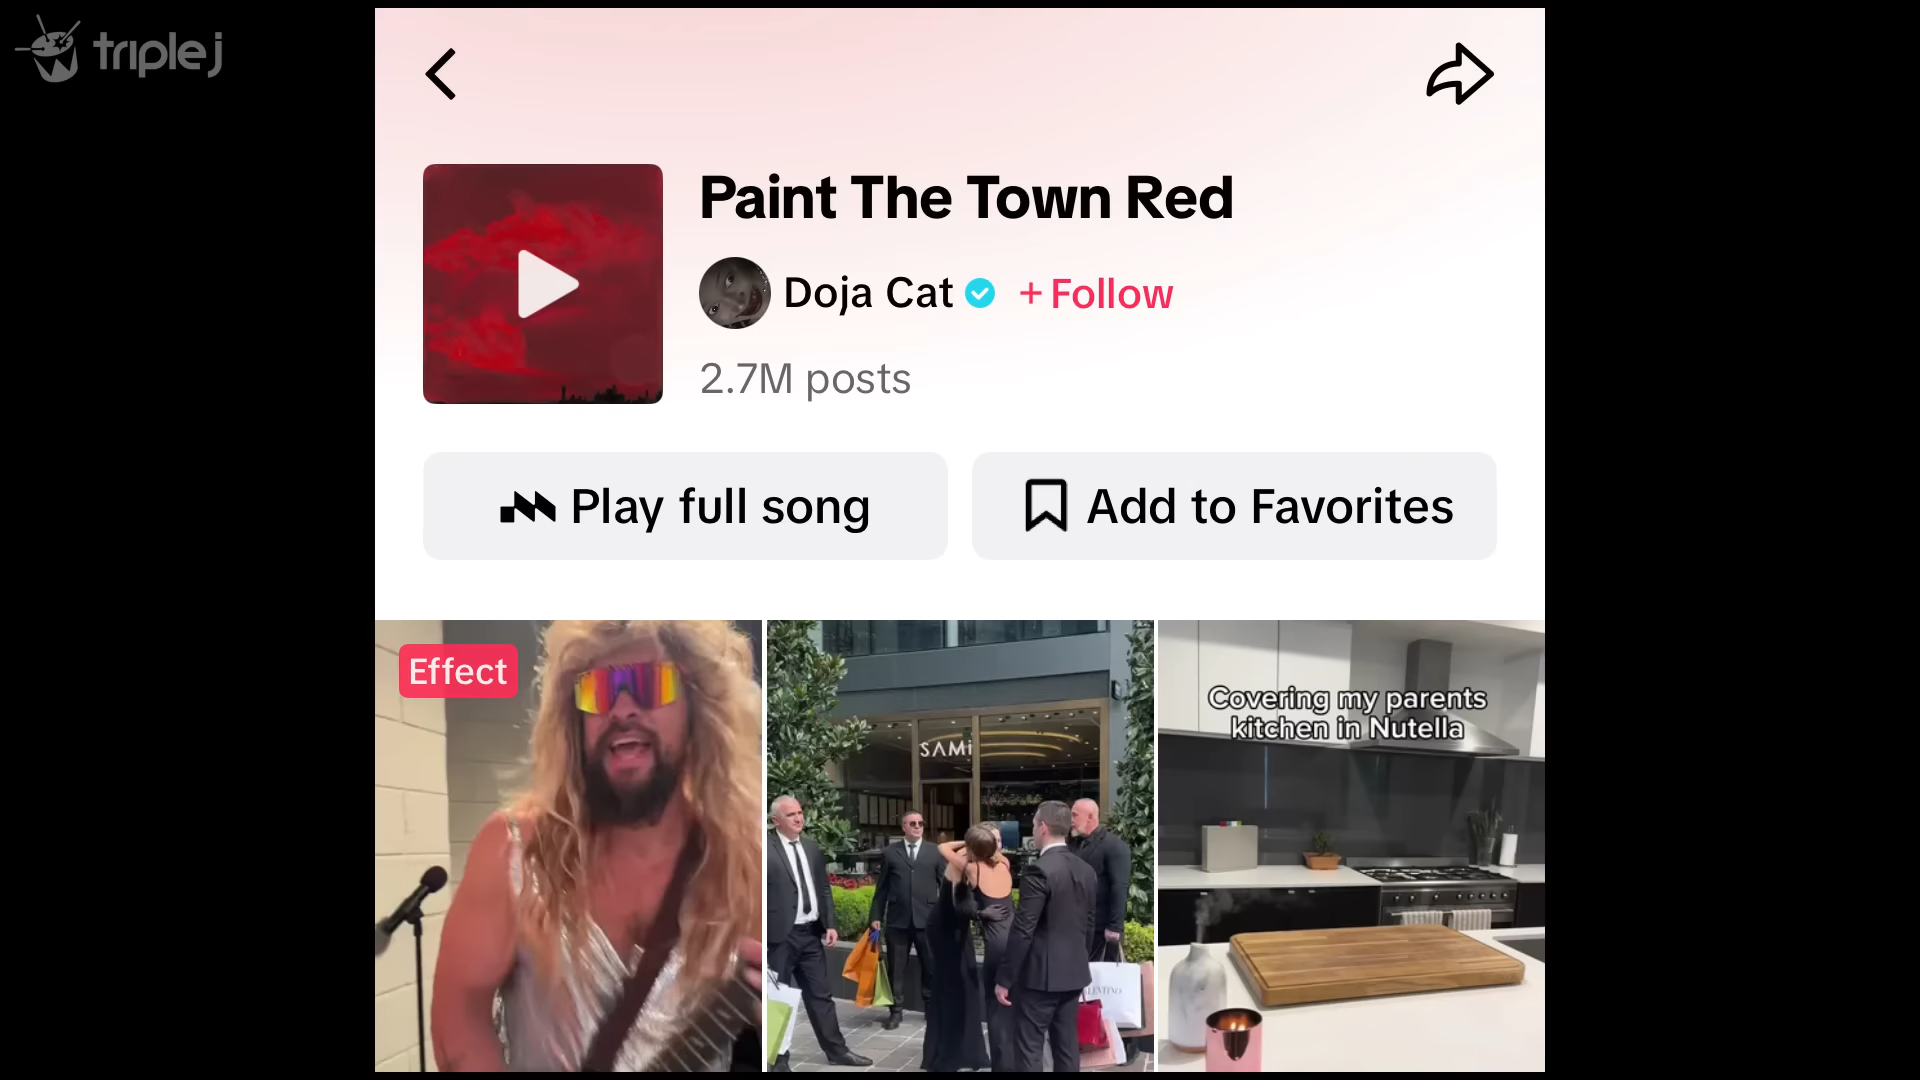 triple j
Paint The Town Red
Doja Cat + Follow
2.7M posts
Play full song
Add to Favorites
Effect
SAMi
Covering my parents
kitchen in Nutella